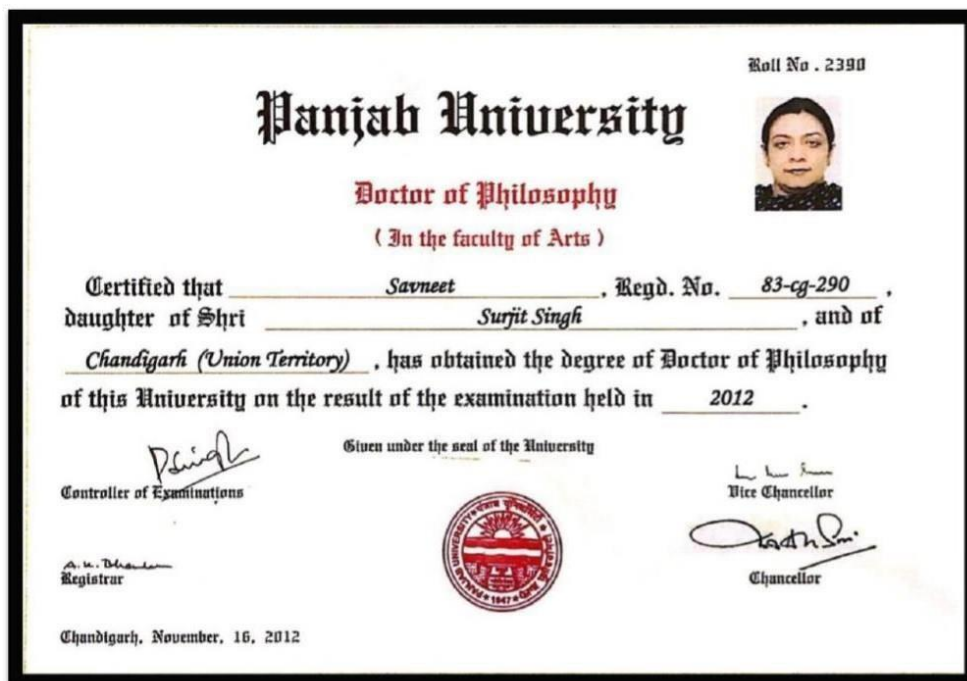 Roll No . 2390
Panjab University
Doctor of Philosophy
( In the faculty of Arts )
Certified that Savneet , Regd. No. 83-cg-290 ,
daughter of Shri Surjit Singh , and of
Chandigarh (Union Territory) , has obtained the degree of Doctor of Philosophy
of this University on the result of the examination held in 2012 .
Given under the seal of the University
Controller of Examinations
Vice Chancellor
PANJAB UNIVERSITY
1947
Registrar
Chancellor
Chandigarh, November, 16, 2012